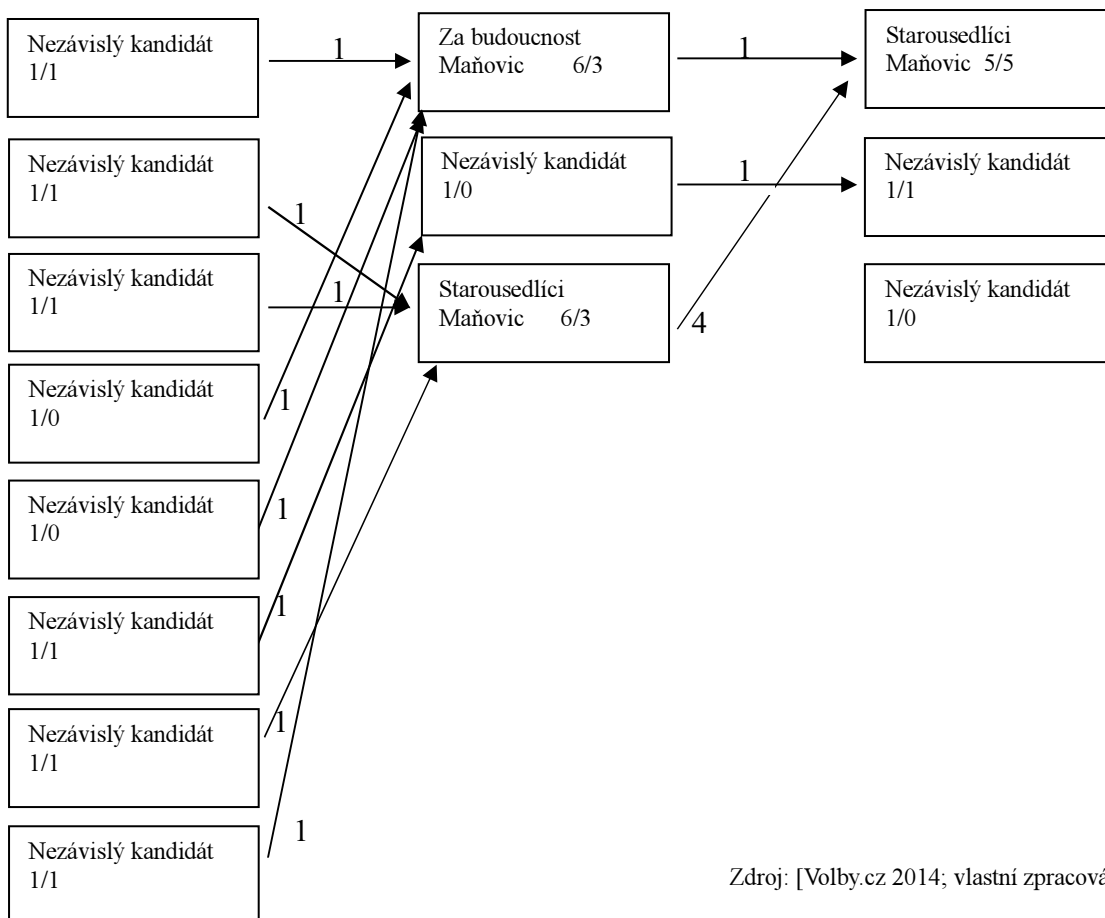 Nezávislý kandidát
1/1
1
Za budoucnost
Maňovic 6/3
1
Starousedlíci
Maňovic 5/5
Nezávislý kandidát
1/1
1
Nezávislý kandidát
1/0
1
Nezávislý kandidát
1/1
Nezávislý kandidát
1/1
1
Starousedlíci
Maňovic 6/3
4
Nezávislý kandidát
1/0
Nezávislý kandidát
1/0
1
Nezávislý kandidát
1/0
1
Nezávislý kandidát
1/1
1
Nezávislý kandidát
1/1
1
Nezávislý kandidát
1/1
1
Zdroj: [Volby.cz 2014; vlastní zpracová